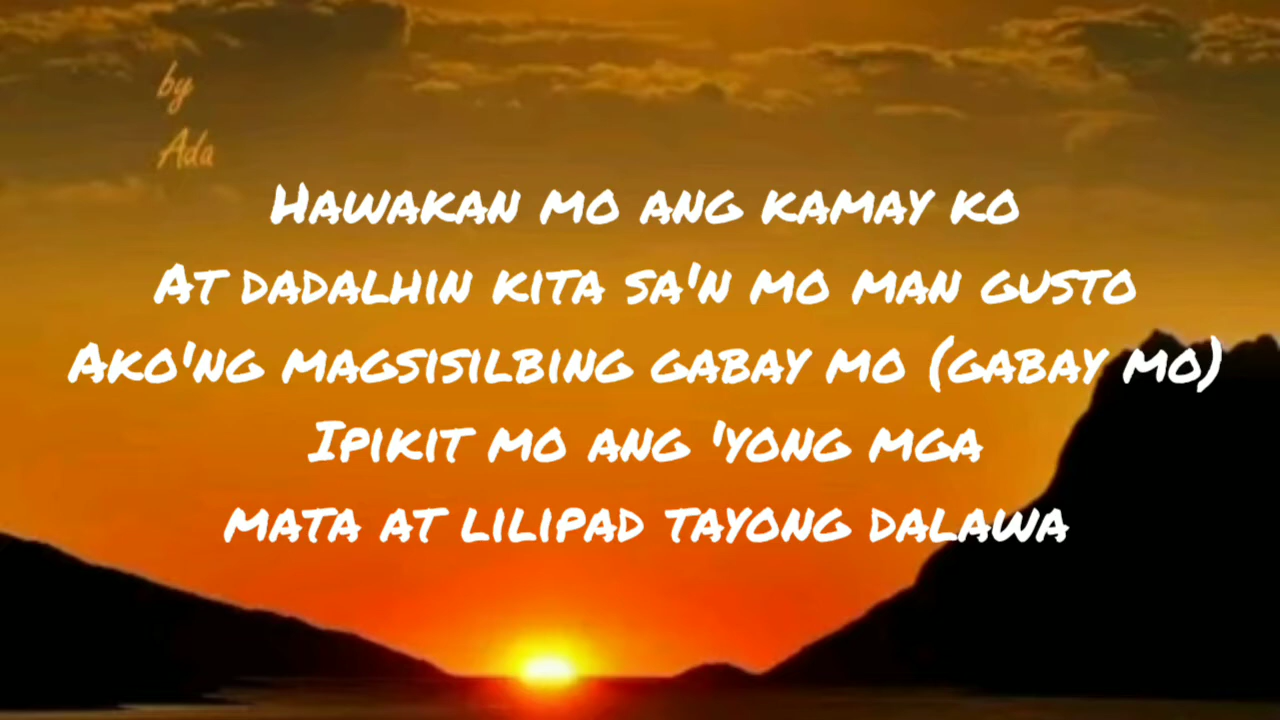 by
Ada
Hawakan mo ang kamay ko
At dadalhin kita sa'n mo man gusto
Ako'ng magsisilbing gabay mo (gabay mo)
Ipikit mo ang 'yong mga
mata at lilipad tayong dalawa